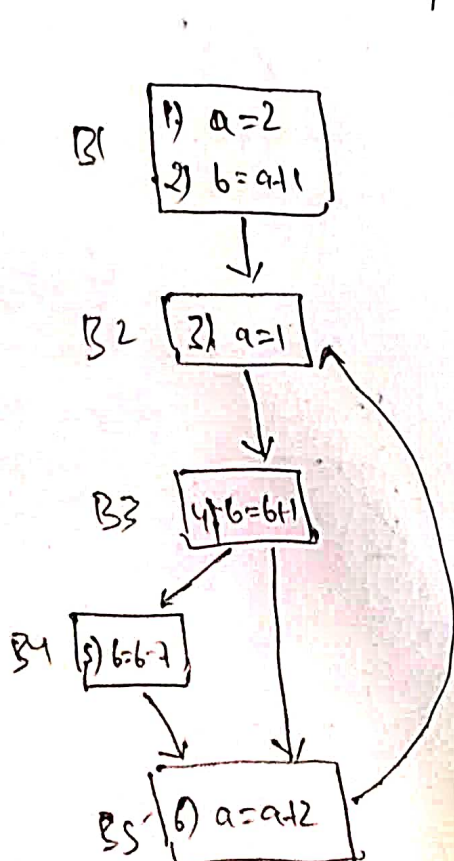 B1
1) a=2
2) b=a+1
B2
3) a=1
B3
4) b=b+1
B4
5) b=b-7
B5
6) a=a+2